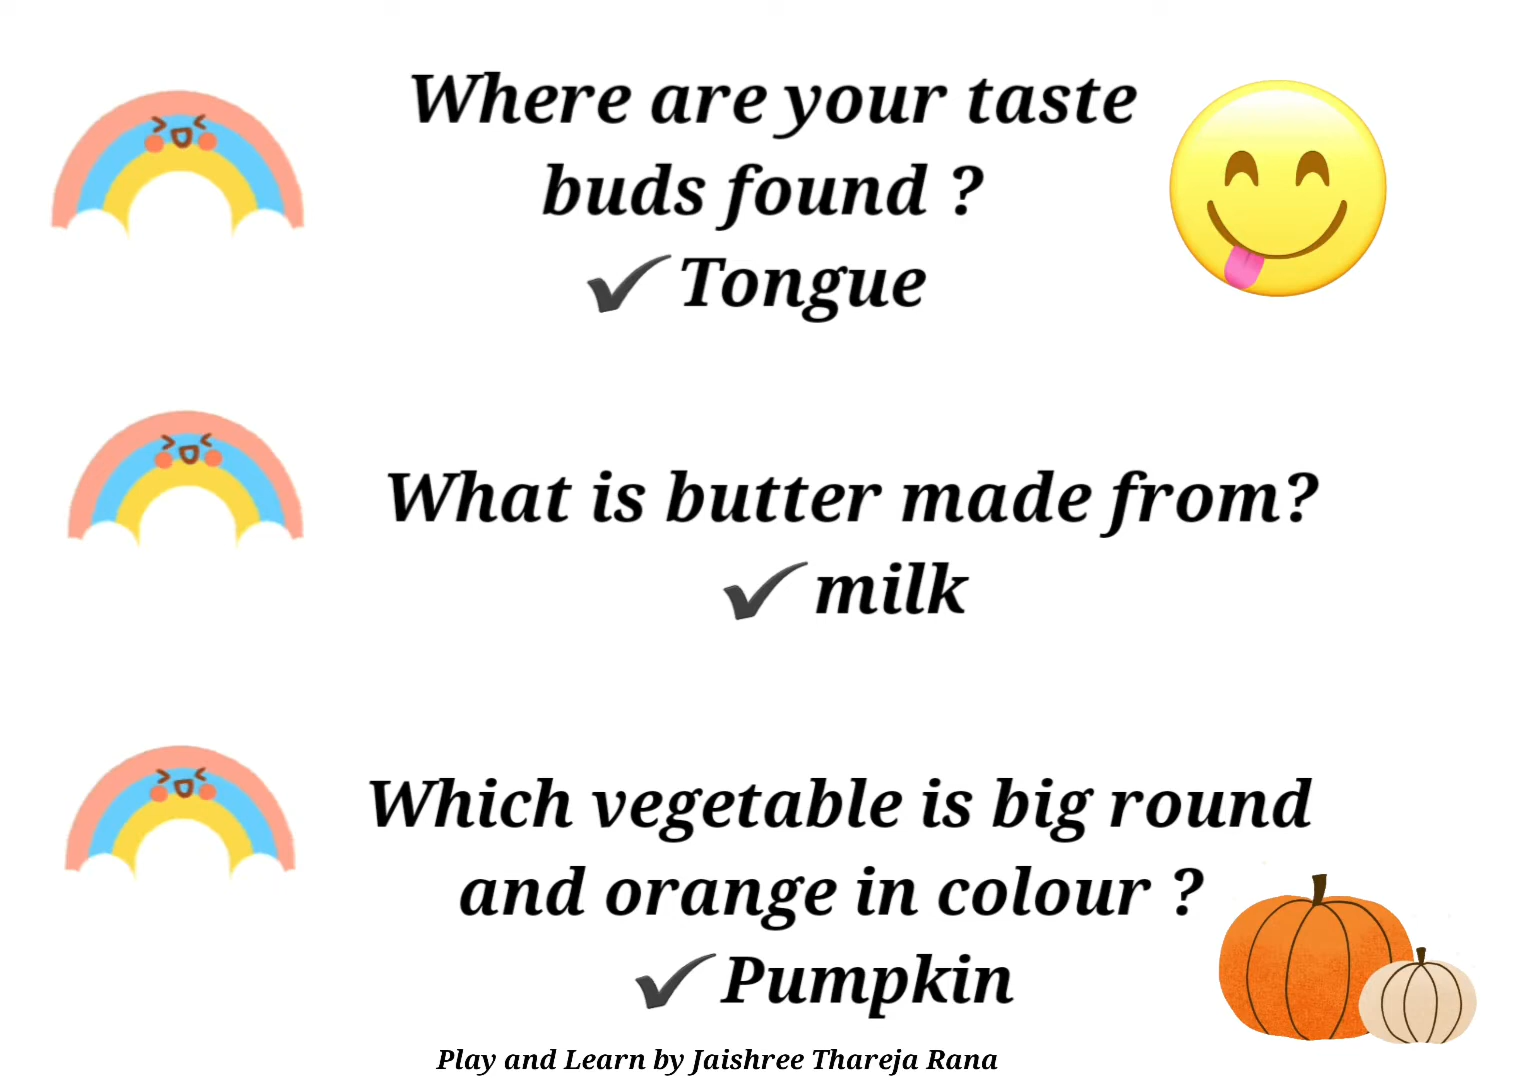 Where are your taste
buds found ?
✔Tongue
What is butter made from?
✔milk
Which vegetable is big round
and orange in colour ?
✔Pumpkin
Play and Learn by Jaishree Thareja Rana